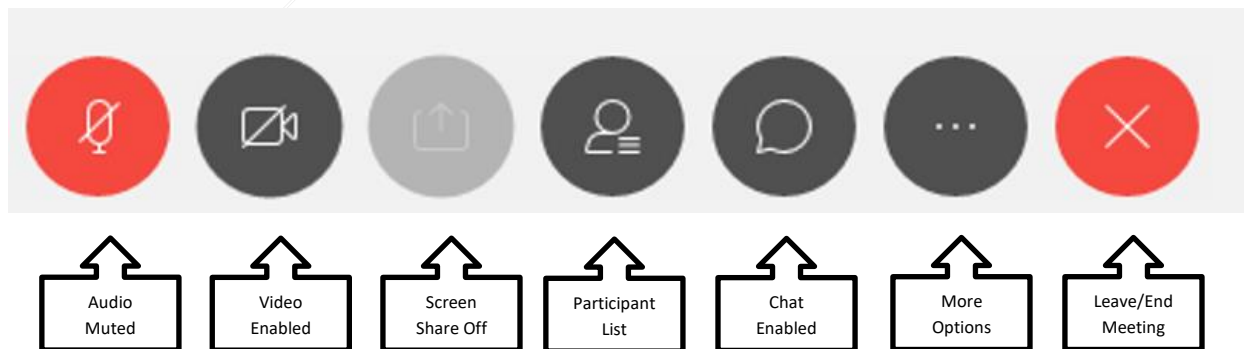 Audio
Muted
Video
Enabled
Screen
Share Off
Participant
List
Chat
Enabled
More
Options
Leave/End
Meeting